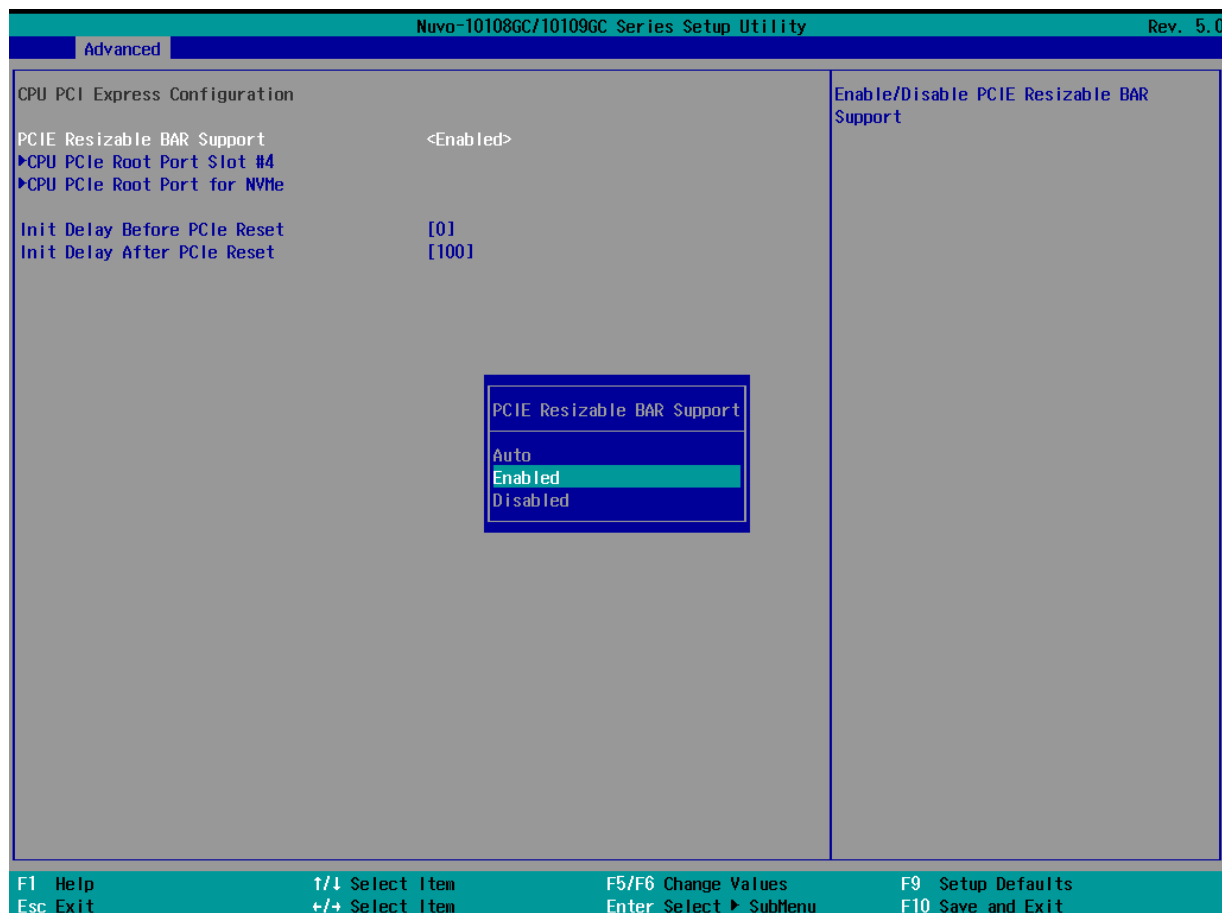 Nuvo-10108GC/10109GC Series Setup Utility Rev. 5.0
Advanced
CPU PCI Express Configuration
PCIE Resizable BAR Support <Enabled>
▶CPU PCIe Root Port Slot #4
▶CPU PCIe Root Port for NVMe
Init Delay Before PCIe Reset [0]
Init Delay After PCIe Reset [100]
Enable/Disable PCIE Resizable BAR
Support
PCIE Resizable BAR Support
Auto
Enabled
Disabled
F1 Help ↑/↓ Select Item F5/F6 Change Values F9 Setup Defaults
Esc Exit ←/→ Select Item Enter Select ▶ SubMenu F10 Save and Exit